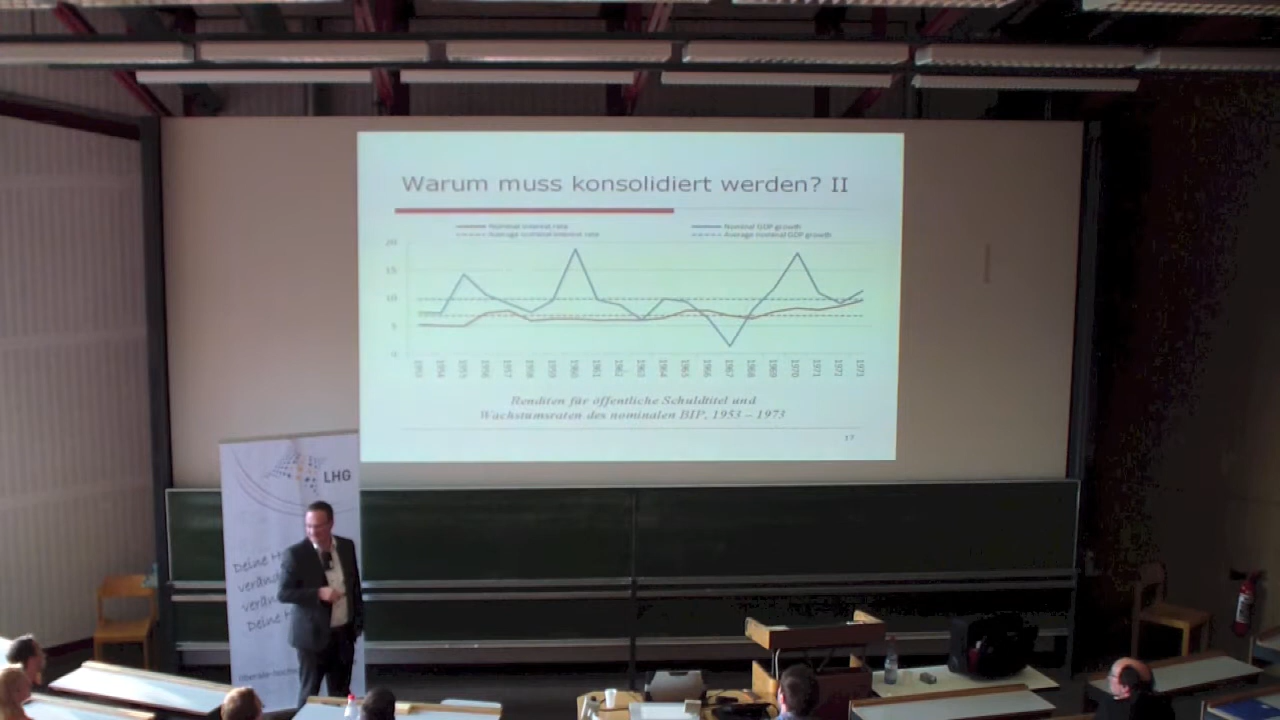 Warum muss konsolidiert werden? II
Nominal interest rate
Nominal GDP growth
Average nominal interest rate
Average nominal GDP growth
20
15
10
5
0
1953 1954 1955 1956 1957 1958 1959 1960 1961 1962 1963 1964 1965 1966 1967 1968 1969 1970 1971 1972 1973
Renditen für öffentliche Schuldtitel und
Wachstumsraten des nominalen BIP, 1953 – 1973
17
LHG
Deine H
verän
verän
Deine H
liberale-hochs